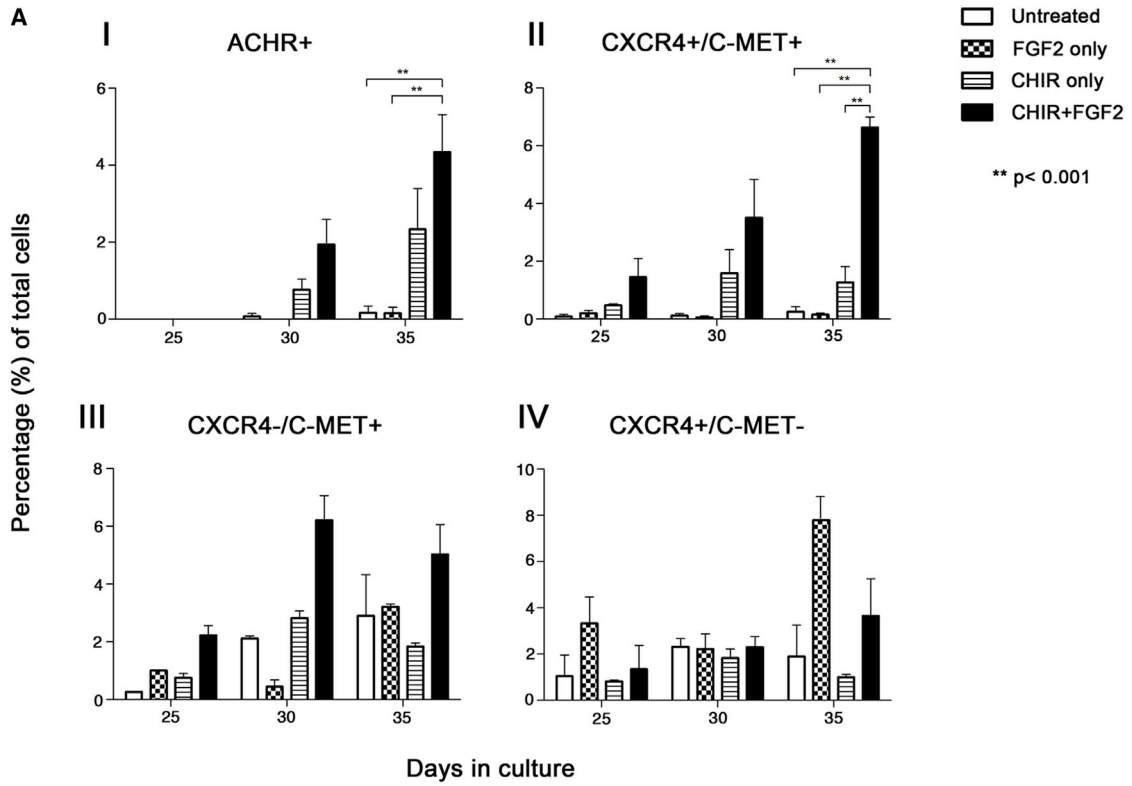 A
I
ACHR+
6
4
2
0
**
**
25 30 35
II
CXCR4+/C-MET+
8
6
4
2
0
**
**
**
25 30 35
Untreated
FGF2 only
CHIR only
CHIR+FGF2
** p< 0.001
Percentage (%) of total cells
III
CXCR4-/C-MET+
8
6
4
2
0
25 30 35
IV
CXCR4+/C-MET-
10
8
6
4
2
0
25 30 35
Days in culture